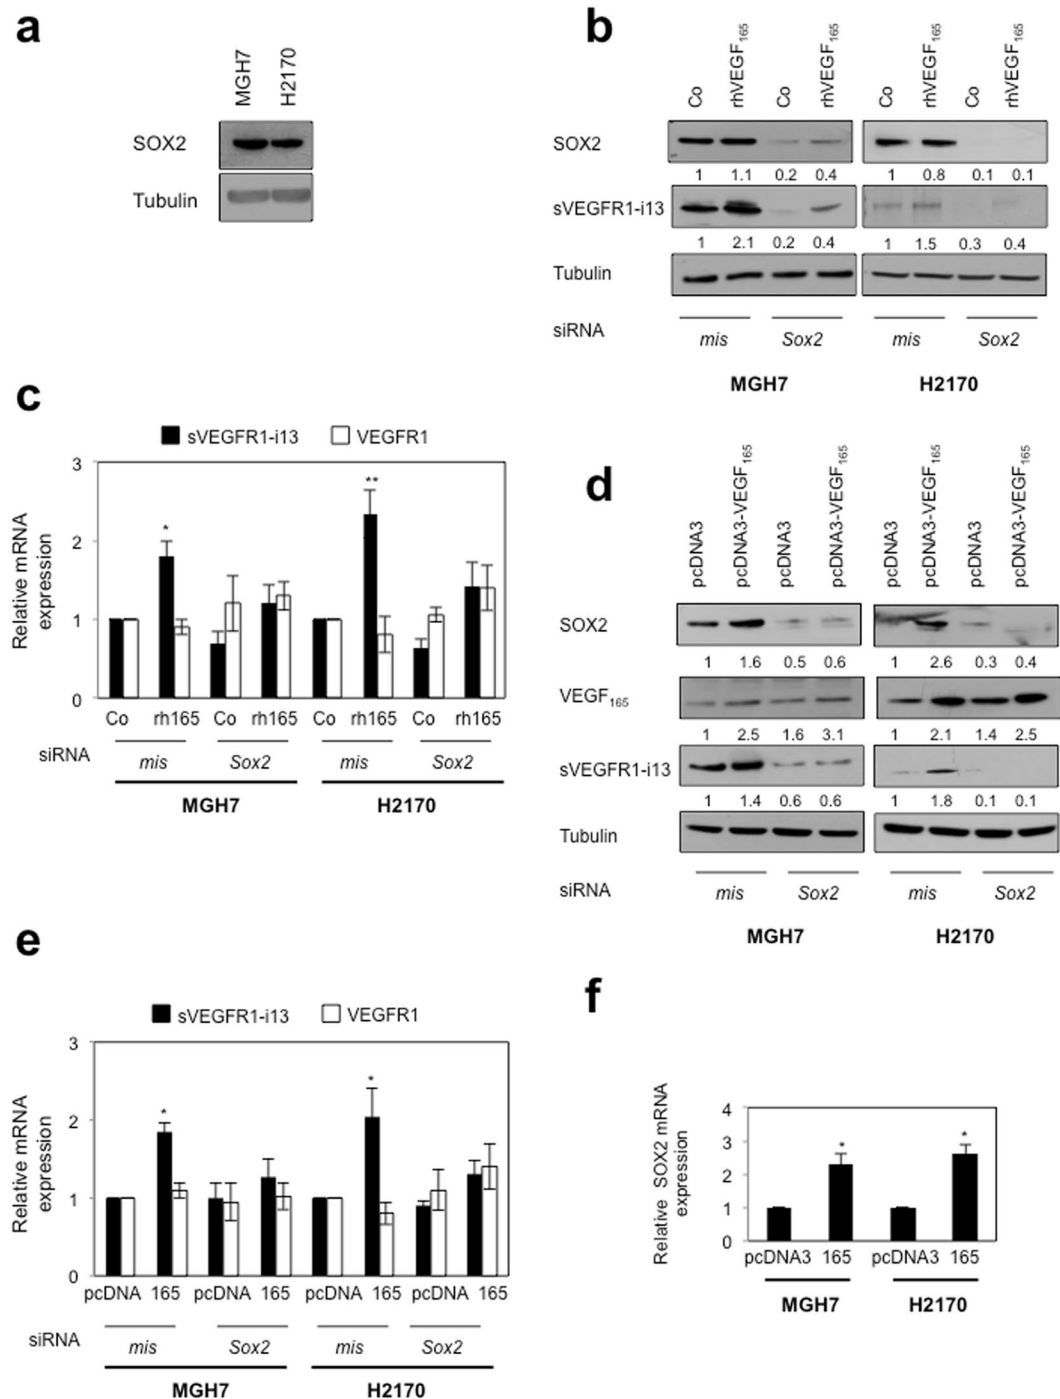 a
MGH7 H2170
SOX2
Tubulin
b
Co rhVEGF165 Co rhVEGF165 Co rhVEGF165 Co rhVEGF165
SOX2
1 1.1 0.2 0.4 1 0.8 0.1 0.1
sVEGFR1-i13
1 2.1 0.2 0.4 1 1.5 0.3 0.4
Tubulin
siRNA
mis Sox2 mis Sox2
MGH7 H2170
c
sVEGFR1-i13 VEGFR1
Relative mRNA
expression
3
**
*
2
1
0
Co rh165 Co rh165 Co rh165 Co rh165
siRNA
mis Sox2 mis Sox2
MGH7 H2170
d
pcDNA3 pcDNA3-VEGF165 pcDNA3 pcDNA3-VEGF165 pcDNA3 pcDNA3-VEGF165 pcDNA3 pcDNA3-VEGF165
SOX2
1 1.6 0.5 0.6 1 2.6 0.3 0.4
VEGF165
1 2.5 1.6 3.1 1 2.1 1.4 2.5
sVEGFR1-i13
1 1.4 0.6 0.6 1 1.8 0.1 0.1
Tubulin
siRNA mis Sox2 mis Sox2
MGH7 H2170
e
sVEGFR1-i13 VEGFR1
Relative mRNA
expression
3
* *
2
1
0
pcDNA 165 pcDNA 165 pcDNA 165 pcDNA 165
siRNA
mis Sox2 mis Sox2
MGH7 H2170
f
Relative SOX2 mRNA
expression
4
* *
3
2
1
0
pcDNA3 165 pcDNA3 165
MGH7 H2170